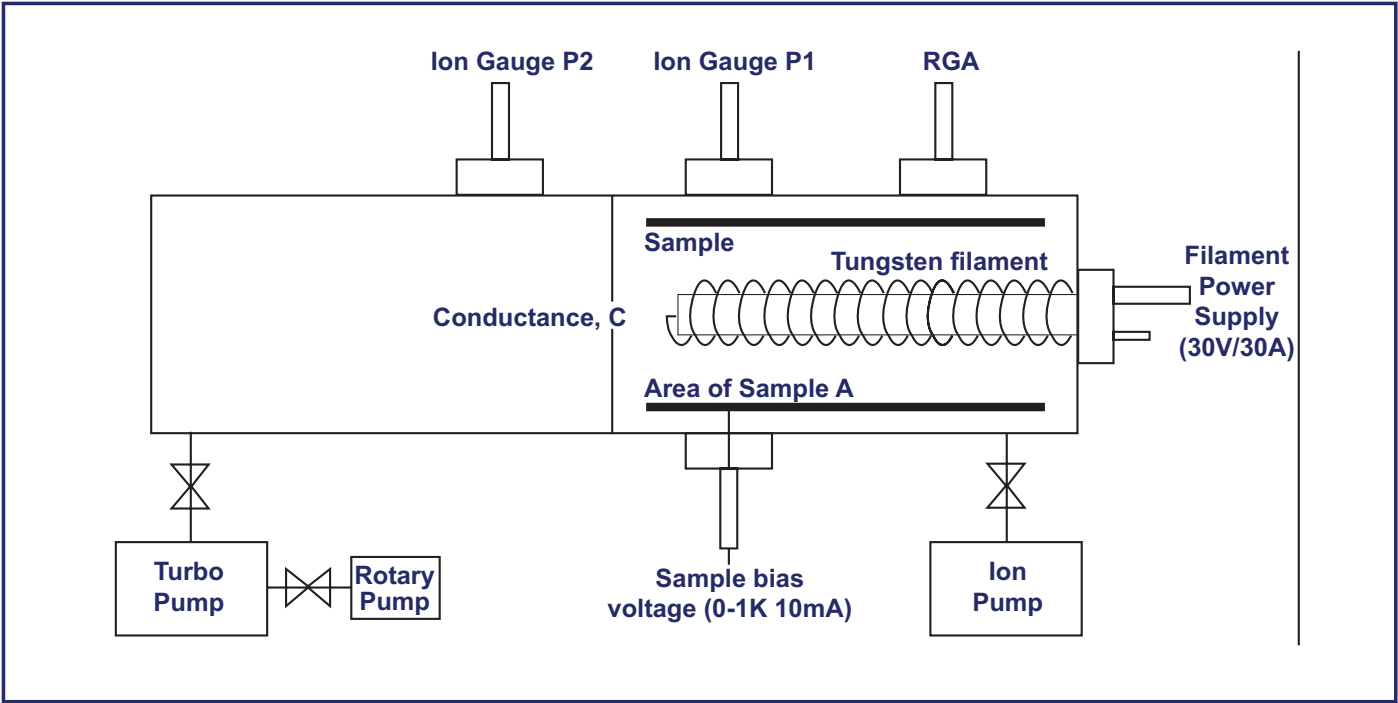 Ion Gauge P2
Ion Gauge P1
RGA
Sample
Tungsten filament
Filament
Power
Supply
(30V/30A)
Conductance, C
Area of Sample A
Turbo
Pump
Rotary
Pump
Sample bias
voltage (0-1K 10mA)
Ion
Pump